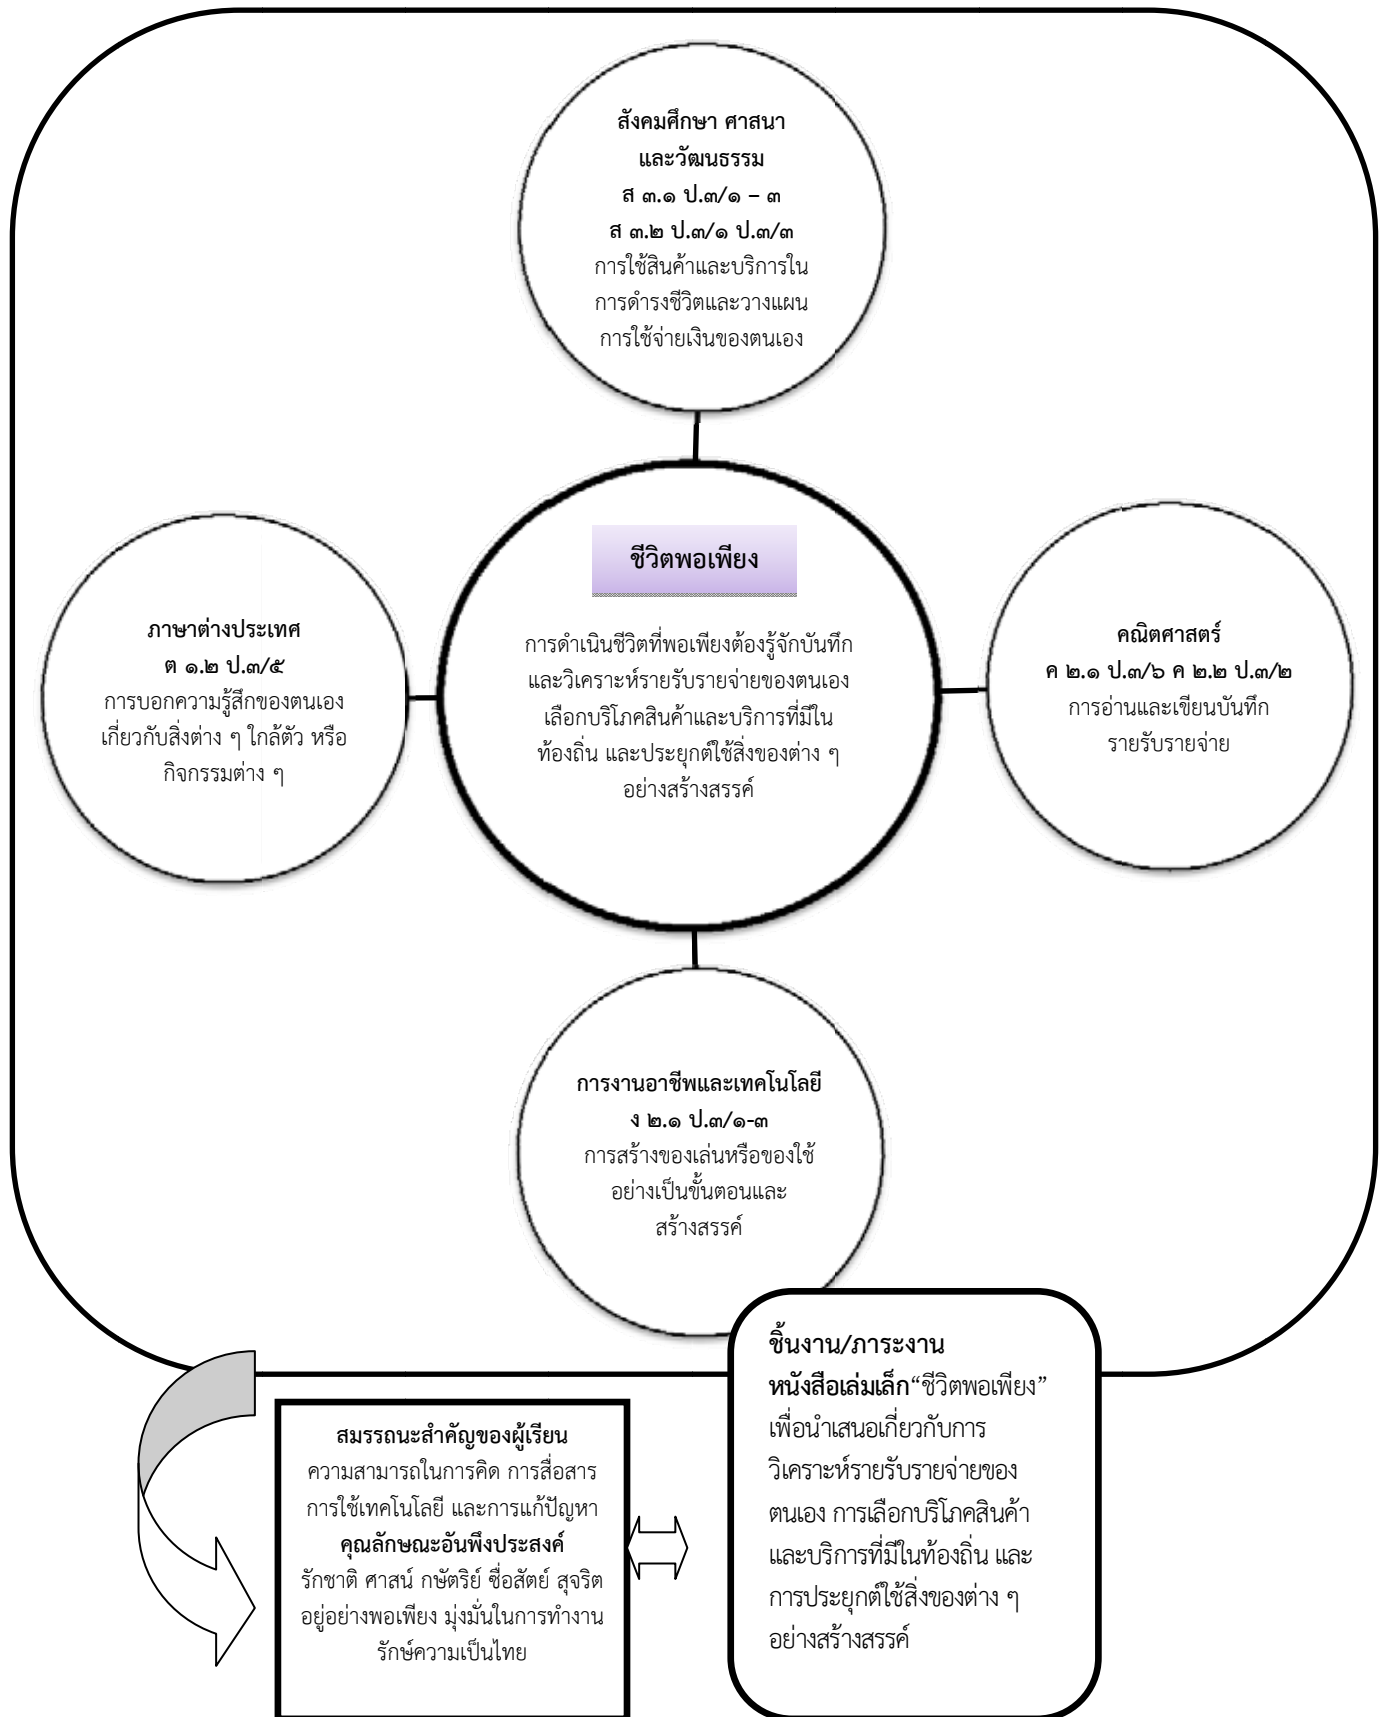 สังคมศึกษา ศาสนา
และวัฒนธรรม
ส ๓.๑ ป.๓/๑ – ๓
ส ๓.๒ ป.๓/๑ ป.๓/๓
การใช้สินค้าและบริการใน
การดำรงชีวิตและวางแผน
การใช้จ่ายเงินของตนเอง
ชีวิตพอเพียง
การดำเนินชีวิตที่พอเพียงต้องรู้จักบันทึก
และวิเคราะห์รายรับรายจ่ายของตนเอง
เลือกบริโภคสินค้าและบริการที่มีใน
ท้องถิ่น และประยุกต์ใช้สิ่งของต่าง ๆ
อย่างสร้างสรรค์
ภาษาต่างประเทศ
ต ๑.๒ ป.๓/๕
การบอกความรู้สึกของตนเอง
เกี่ยวกับสิ่งต่าง ๆ ใกล้ตัว หรือ
กิจกรรมต่าง ๆ
คณิตศาสตร์
ค ๒.๑ ป.๓/๖ ค ๒.๒ ป.๓/๒
การอ่านและเขียนบันทึก
รายรับรายจ่าย
การงานอาชีพและเทคโนโลยี
ง ๒.๑ ป.๓/๑-๓
การสร้างของเล่นหรือของใช้
อย่างเป็นขั้นตอนและ
สร้างสรรค์
สมรรถนะสำคัญของผู้เรียน
ความสามารถในการคิด การสื่อสาร
การใช้เทคโนโลยี และการแก้ปัญหา
คุณลักษณะอันพึงประสงค์
รักชาติ ศาสน์ กษัตริย์ ซื่อสัตย์ สุจริต
อยู่อย่างพอเพียง มุ่งมั่นในการทำงาน
รักษ์ความเป็นไทย
ชิ้นงาน/ภาระงาน
หนังสือเล่มเล็ก“ชีวิตพอเพียง”
เพื่อนำเสนอเกี่ยวกับการ
วิเคราะห์รายรับรายจ่ายของ
ตนเอง การเลือกบริโภคสินค้า
และบริการที่มีในท้องถิ่น และ
การประยุกต์ใช้สิ่งของต่าง ๆ
อย่างสร้างสรรค์